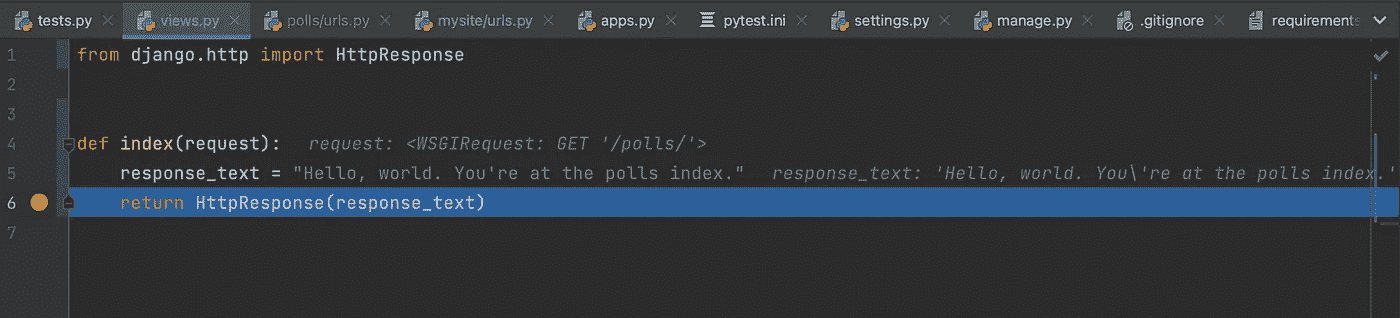 tests.py views.py polls/urls.py mysite/urls.py apps.py pytest.ini settings.py manage.py .gitignore requirements
1 from django.http import HttpResponse
2
3
4 def index(request): request: <WSGIRequest: GET '/polls/'>
5 response_text = "Hello, world. You're at the polls index." response_text: 'Hello, world. You\'re at the polls index.'
6 return HttpResponse(response_text)
7